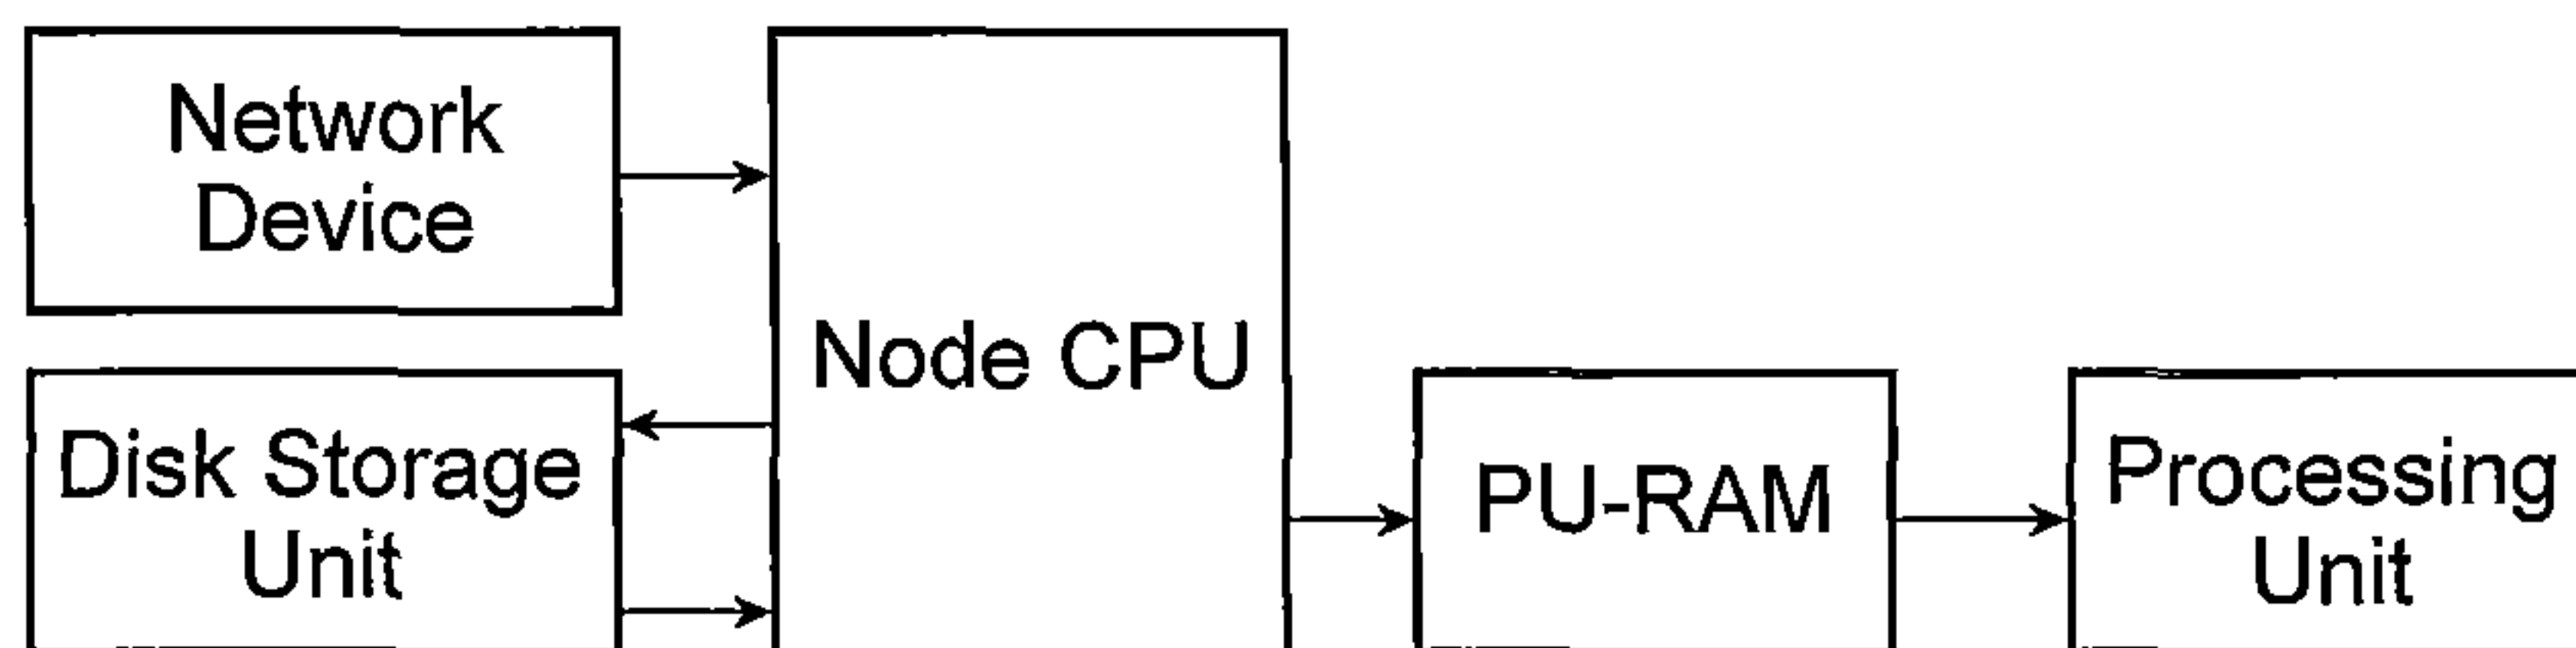 Network
Device
Node CPU
Disk Storage
Unit
PU-RAM
Processing
Unit